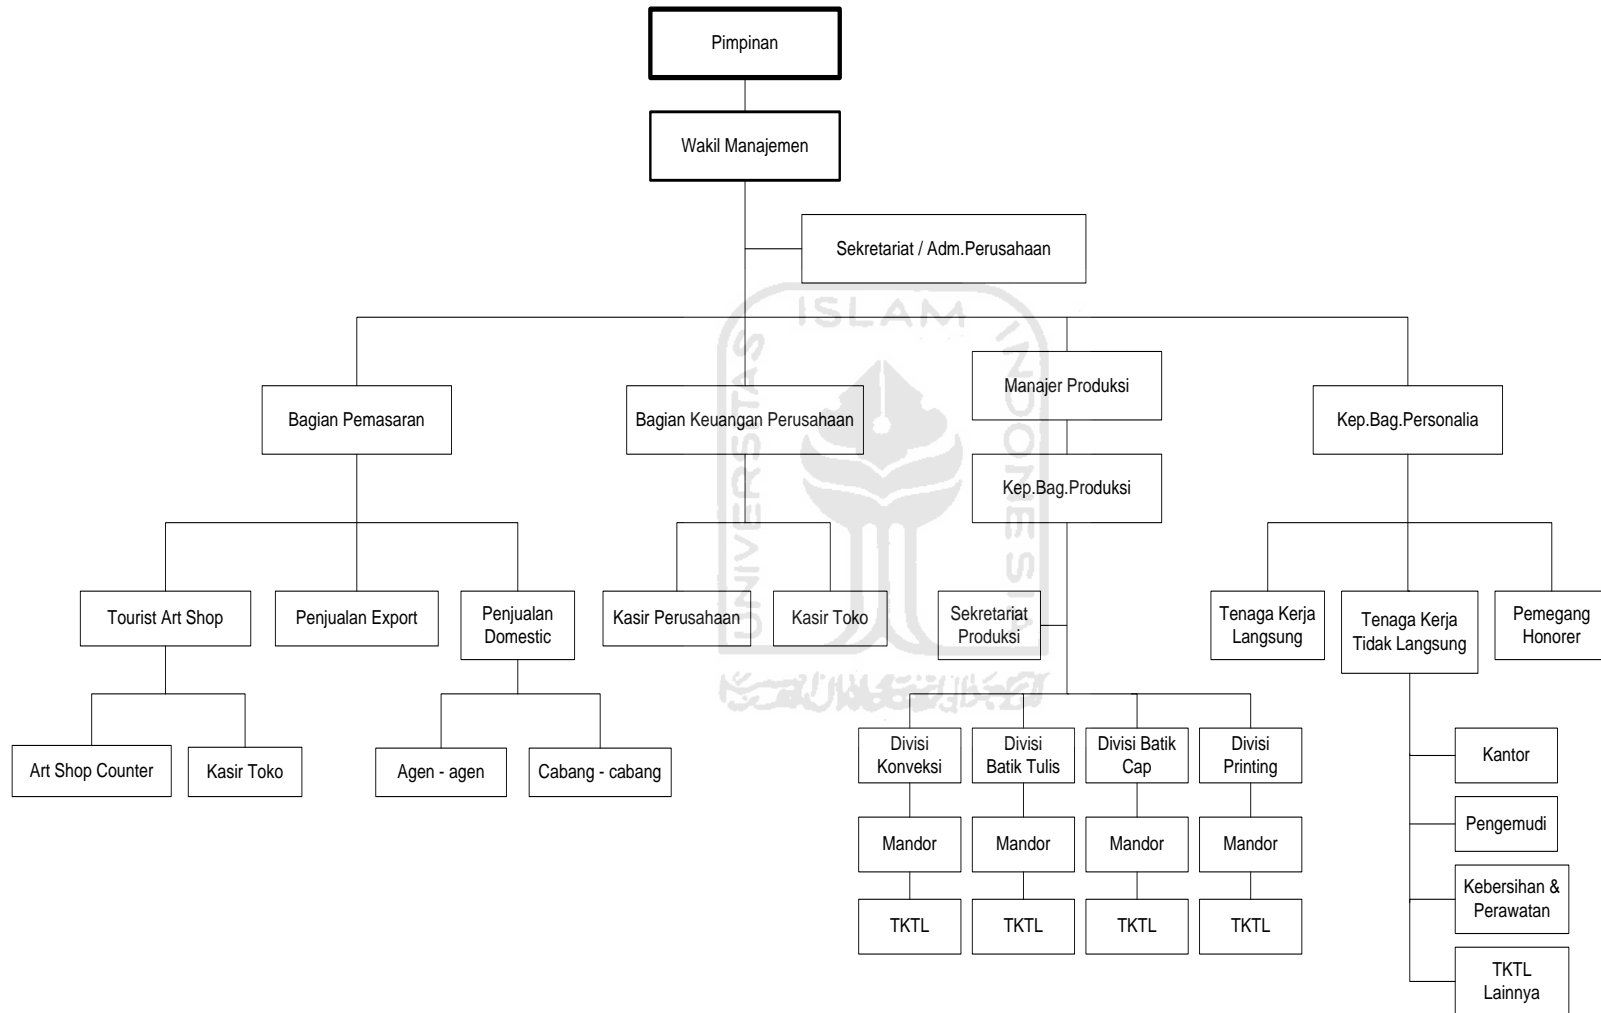 Pimpinan
Wakil Manajemen
Sekretariat / Adm.Perusahaan
ISLAM
UNIVERSITAS
INDONESIA
Manajer Produksi
Bagian Pemasaran
Bagian Keuangan Perusahaan
Kep.Bag.Personalia
Kep.Bag.Produksi
Tourist Art Shop
Penjualan Export
Penjualan
Domestic
Kasir Perusahaan
Kasir Toko
Sekretariat
Produksi
Tenaga Kerja
Langsung
Tenaga Kerja
Tidak Langsung
Pemegang
Honorer
Art Shop Counter
Kasir Toko
Agen - agen
Cabang - cabang
Divisi
Konveksi
Divisi
Batik Tulis
Divisi Batik
Cap
Divisi
Printing
Kantor
Mandor
Mandor
Mandor
Mandor
Pengemudi
TKTL
TKTL
TKTL
TKTL
Kebersihan &
Perawatan
TKTL
Lainnya